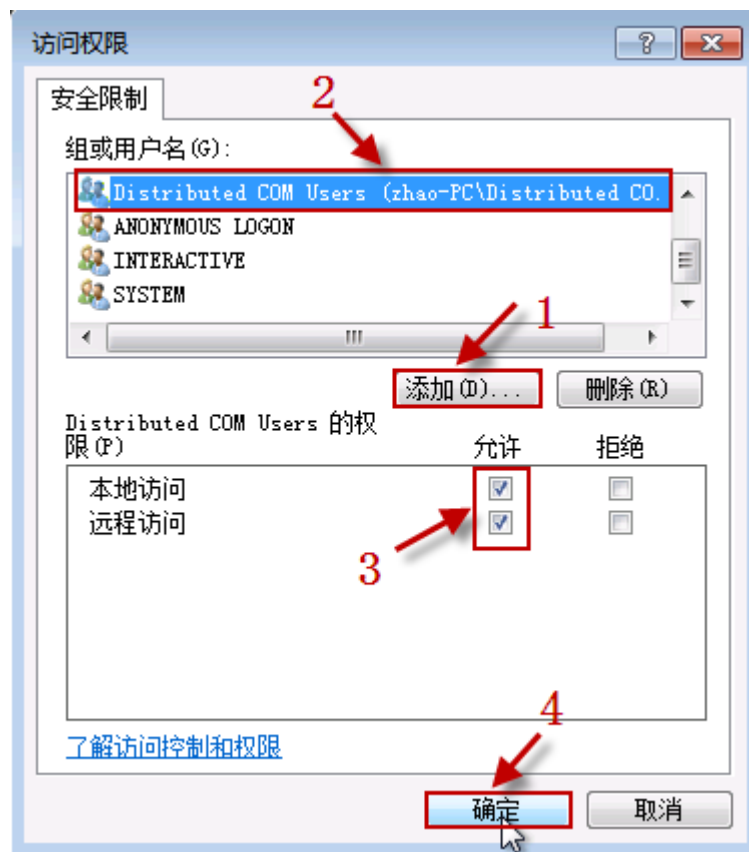 访问权限
安全限制
2
组或用户名(G):
Distributed COM Users (zhao-PC\Distributed CO.
ANONYMOUS LOGON
INTERACTIVE
SYSTEM
1
添加(D)... 删除(R)
Distributed COM Users 的权
限(P) 允许 拒绝
本地访问
远程访问
3
4
了解访问控制和权限
确定 取消